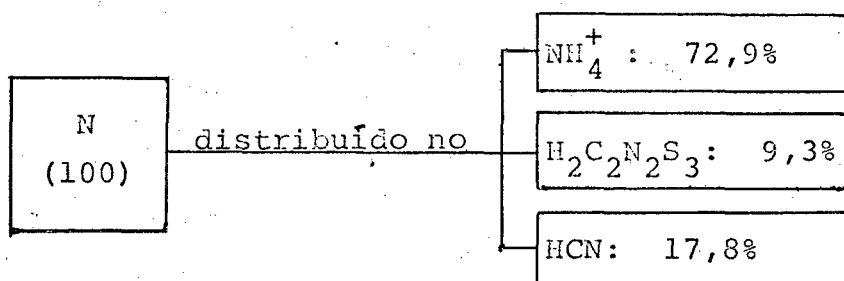 N
(100)
distribuído no
NH₄⁺ : 72,9%
H₂C₂N₂S₃: 9,3%
HCN: 17,8%